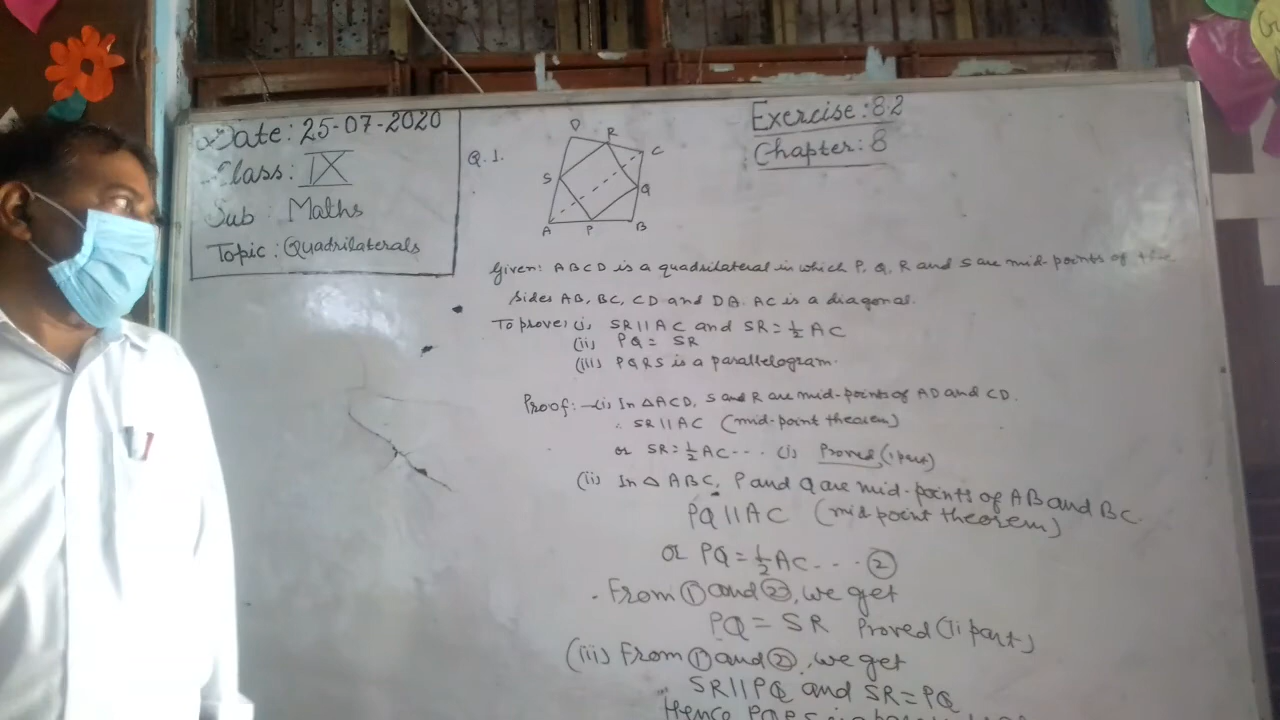 Date: 25-07-2020
Class: IX
Sub: Maths
Topic: Quadrilaterals
Exercise: 8.2
Chapter: 8
Q.1.
D
R
C
S
Q
A
P
B
Given: ABCD is a quadrilateral in which P, Q, R and S are mid-points of the
Sides AB, BC, CD and DA. AC is a diagonal.
To prove: (i) SR || AC and SR = 1/2 AC
(ii) PQ = SR
(iii) PQRS is a parallelogram.
Proof: - (i) In △ACD, S and R are mid-points of AD and CD.
∴ SR || AC (mid-point theorem)
or SR = 1/2 AC ... (i) Proved (1 part)
(ii) In △ ABC, P and Q are mid-points of AB and BC.
PQ || AC (mid point theorem)
or PQ = 1/2 AC ... ②
From ① and ②, we get
PQ = SR Proved (ii part)
(iii) From ① and ②, we get
SR || PQ and SR = PQ
Hence PQRS is a